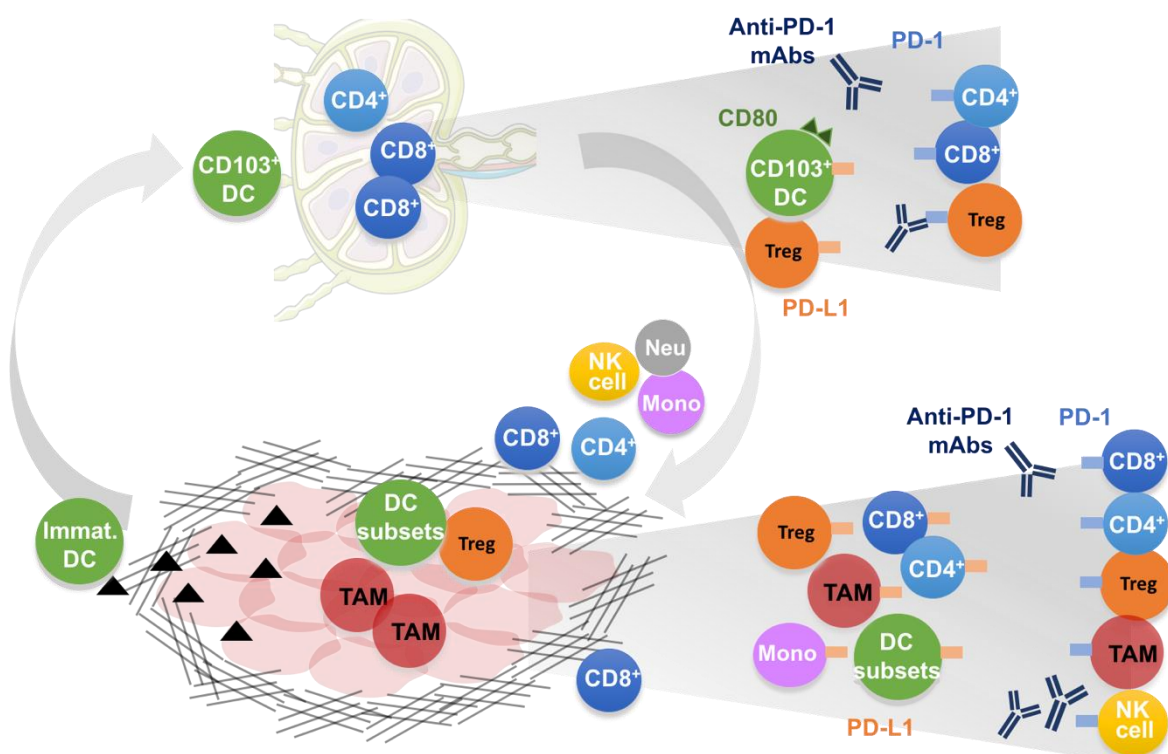 Anti-PD-1
mAbs
PD-1
CD4+
CD8+
CD8+
CD103+
DC
CD80
CD103+
DC
Treg
PD-L1
CD4+
CD8+
Treg
NK
cell
Neu
Mono
CD8+
CD4+
Immat.
DC
DC
subsets
Treg
TAM
TAM
CD8+
Anti-PD-1
mAbs
PD-1
Treg
CD8+
CD4+
TAM
Mono
DC
subsets
PD-L1
CD8+
CD4+
Treg
TAM
NK
cell